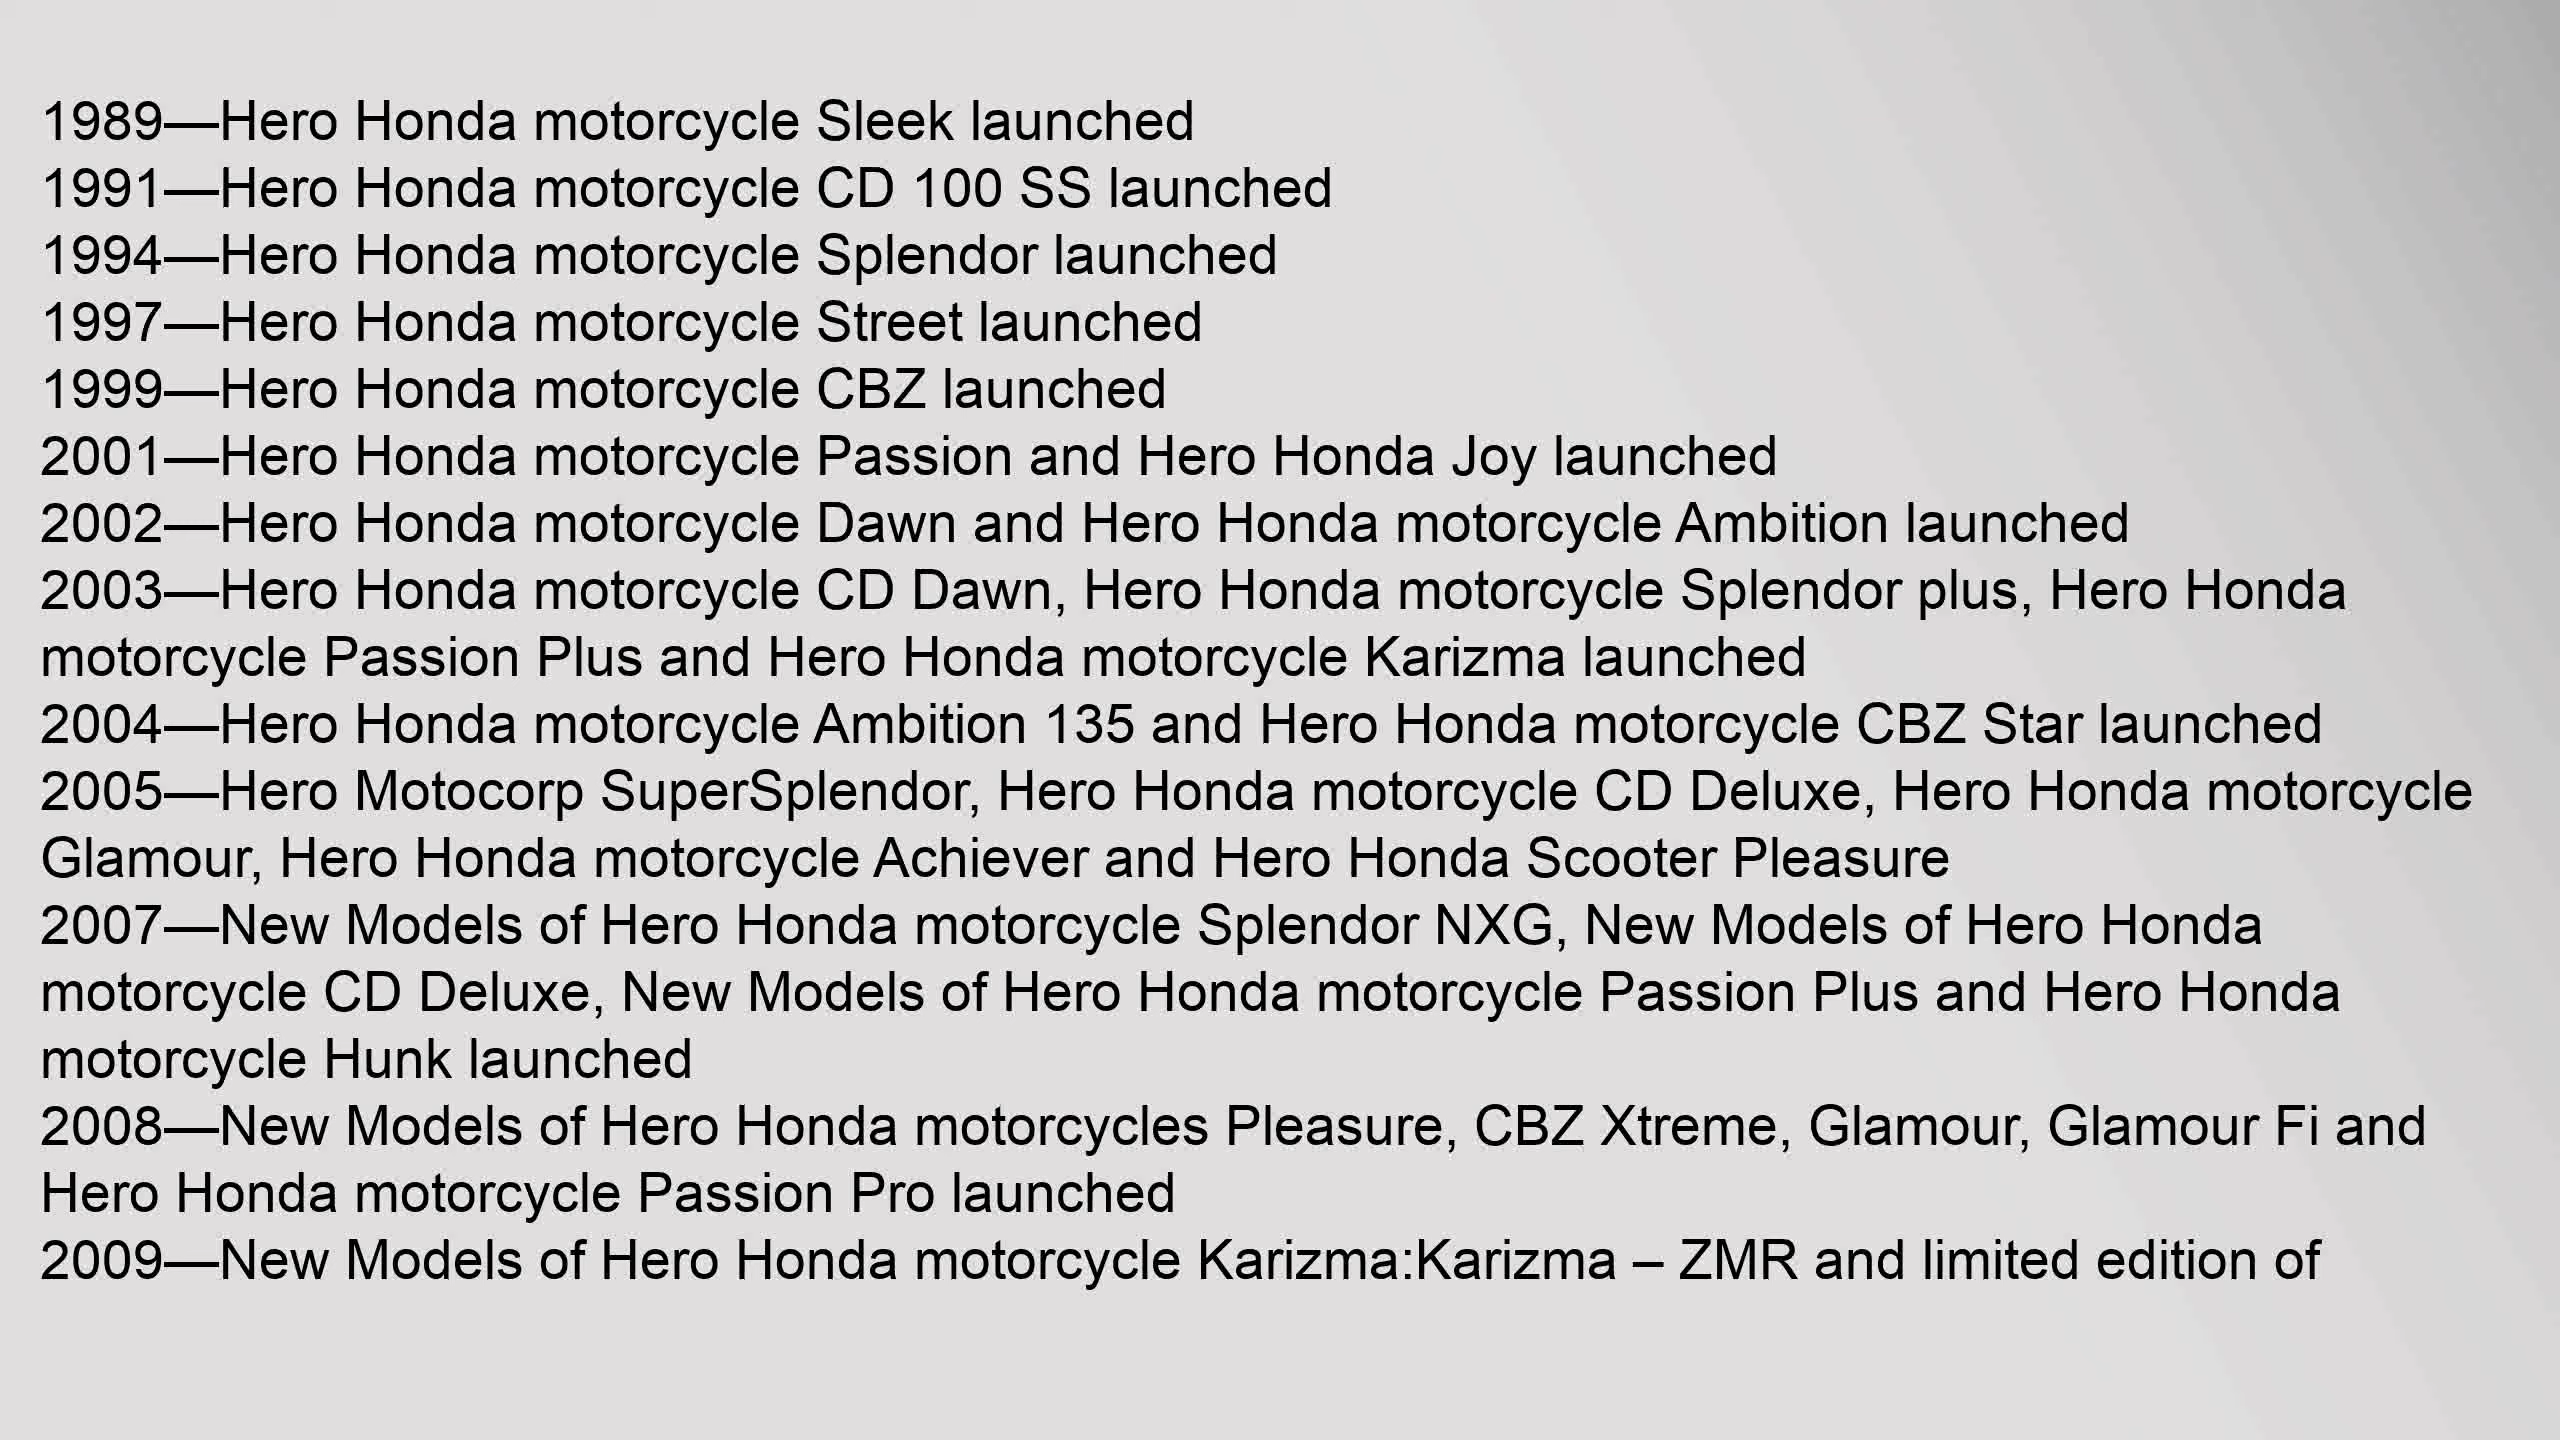 1989—Hero Honda motorcycle Sleek launched
1991—Hero Honda motorcycle CD 100 SS launched
1994—Hero Honda motorcycle Splendor launched
1997—Hero Honda motorcycle Street launched
1999—Hero Honda motorcycle CBZ launched
2001—Hero Honda motorcycle Passion and Hero Honda Joy launched
2002—Hero Honda motorcycle Dawn and Hero Honda motorcycle Ambition launched
2003—Hero Honda motorcycle CD Dawn, Hero Honda motorcycle Splendor plus, Hero Honda
motorcycle Passion Plus and Hero Honda motorcycle Karizma launched
2004—Hero Honda motorcycle Ambition 135 and Hero Honda motorcycle CBZ Star launched
2005—Hero Motocorp SuperSplendor, Hero Honda motorcycle CD Deluxe, Hero Honda motorcycle
Glamour, Hero Honda motorcycle Achiever and Hero Honda Scooter Pleasure
2007—New Models of Hero Honda motorcycle Splendor NXG, New Models of Hero Honda
motorcycle CD Deluxe, New Models of Hero Honda motorcycle Passion Plus and Hero Honda
motorcycle Hunk launched
2008—New Models of Hero Honda motorcycles Pleasure, CBZ Xtreme, Glamour, Glamour Fi and
Hero Honda motorcycle Passion Pro launched
2009—New Models of Hero Honda motorcycle Karizma:Karizma – ZMR and limited edition of